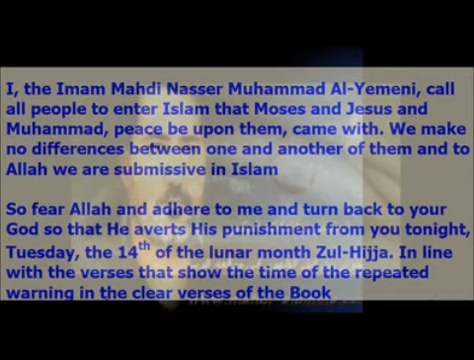 I, the Imam Mahdi Nasser Muhammad Al-Yemeni, call
all people to enter Islam that Moses and Jesus and
Muhammad, peace be upon them, came with. We make
no differences between one and another of them and to
Allah we are submissive in Islam
So fear Allah and adhere to me and turn back to your
God so that He averts His punishment from you tonight,
Tuesday, the 14th of the lunar month Zul-Hijja. In line
with the verses that show the time of the repeated
warning in the clear verses of the Book